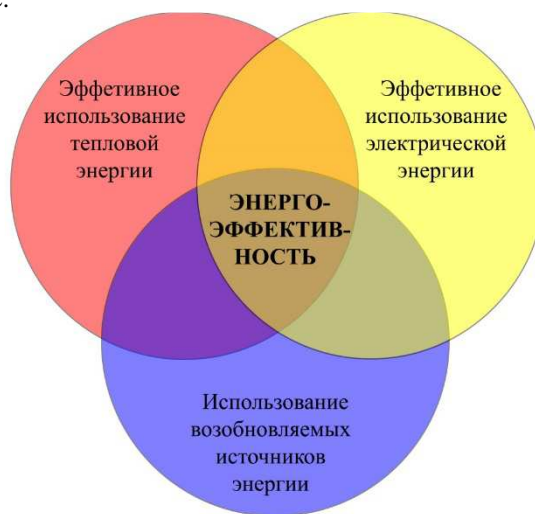 Эффетивное
использование
тепловой
энергии
Эффетивное
использование
электрической
энергии
ЭНЕРГО-
ЭФФЕКТИВ-
НОСТЬ
Использование
возобновляемых
источников
энергии